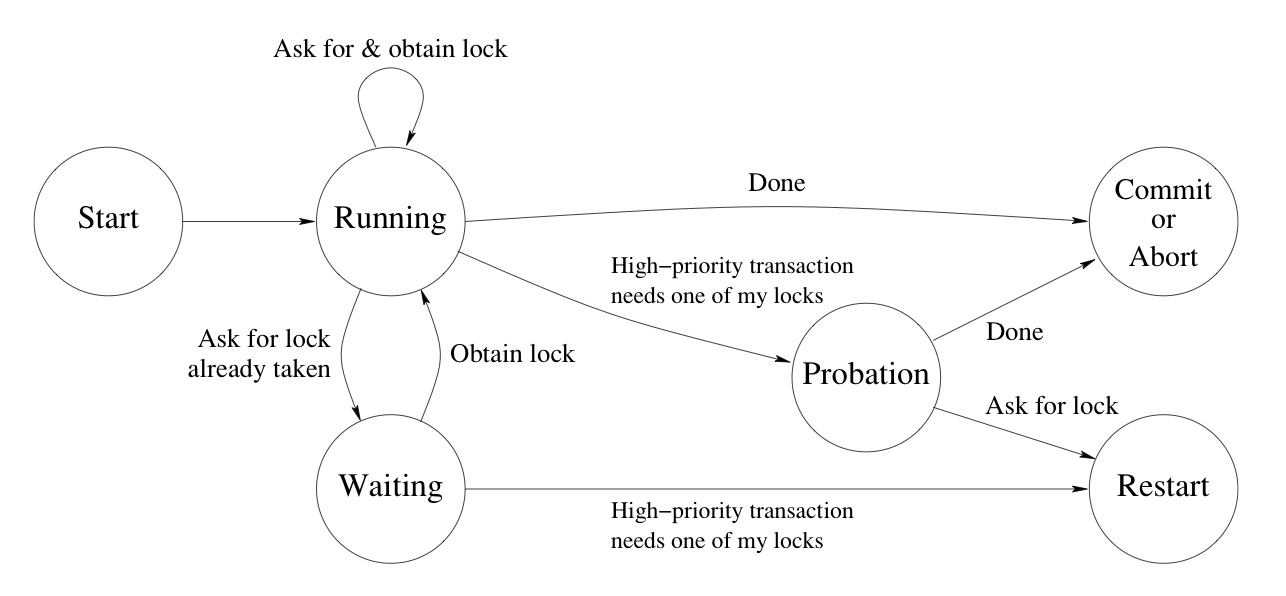 Ask for & obtain lock
Start
Running
Done
Commit
or
Abort
High−priority transaction
needs one of my locks
Ask for lock
already taken
Obtain lock
Probation
Done
Ask for lock
Waiting
High−priority transaction
needs one of my locks
Restart